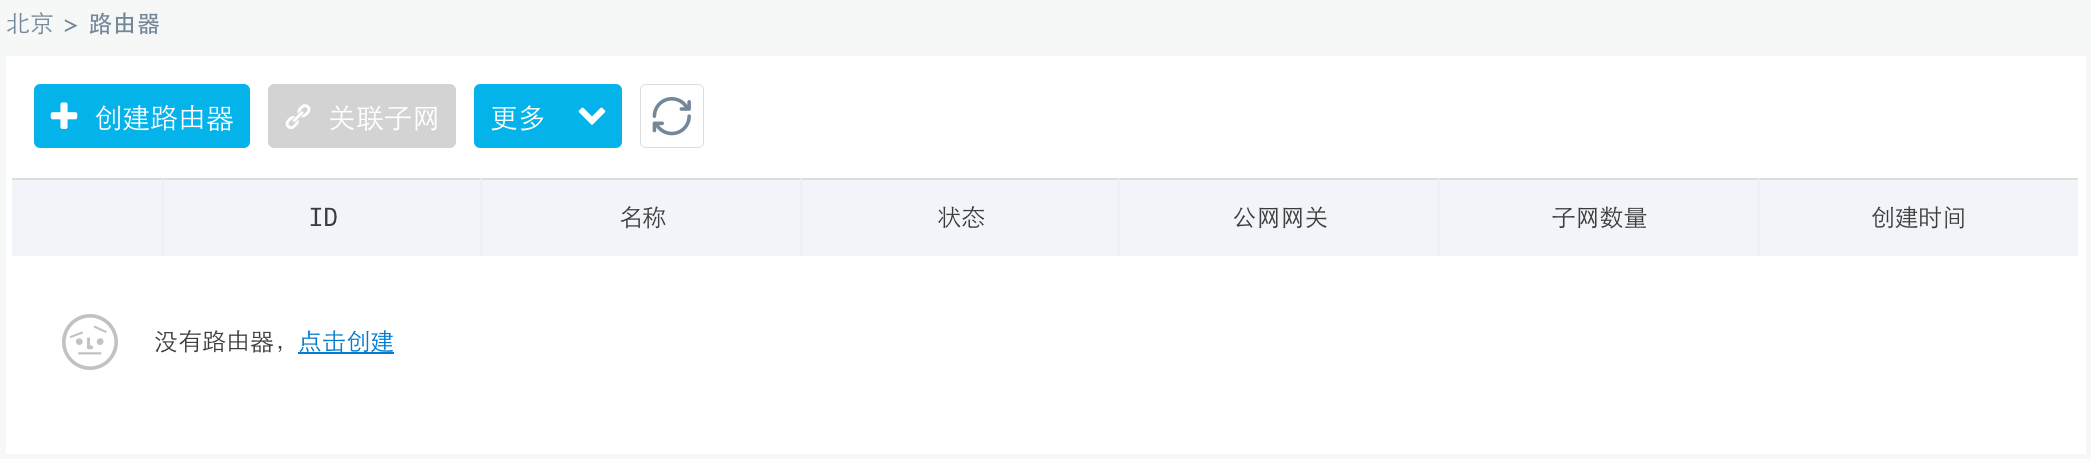 北京 > 路由器
创建路由器 关联子网 更多
ID 名称 状态 公网网关 子网数量 创建时间
没有路由器，点击创建